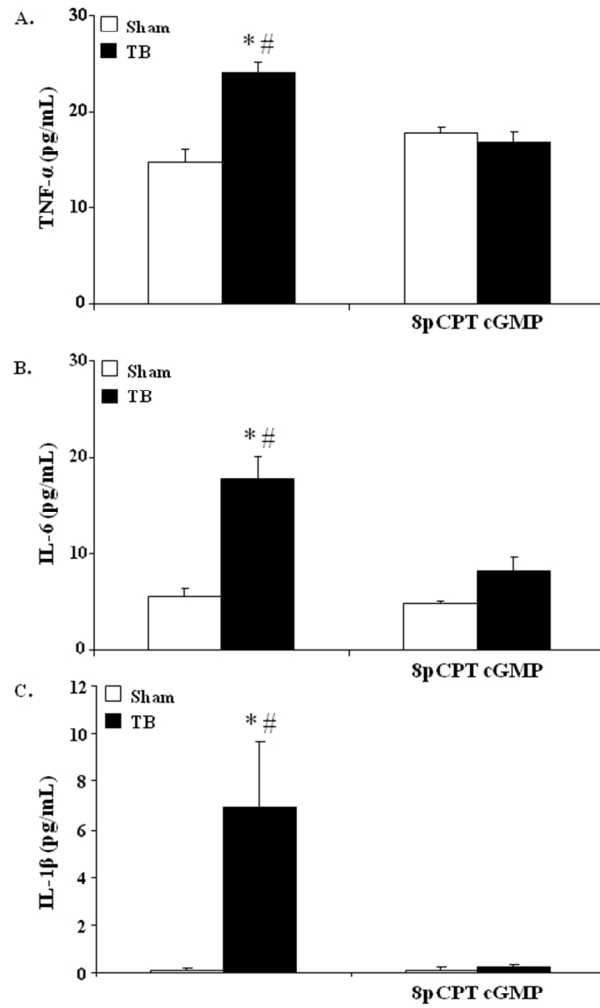 A.
30
Sham
TB
* #
20
10
0
TNF-α (pg/mL)
8pCPT cGMP
B.
30
Sham
TB
* #
20
10
0
IL-6 (pg/mL)
8pCPT cGMP
C.
12
Sham
TB
* #
10
8
6
4
2
0
IL-1β (pg/mL)
8pCPT cGMP